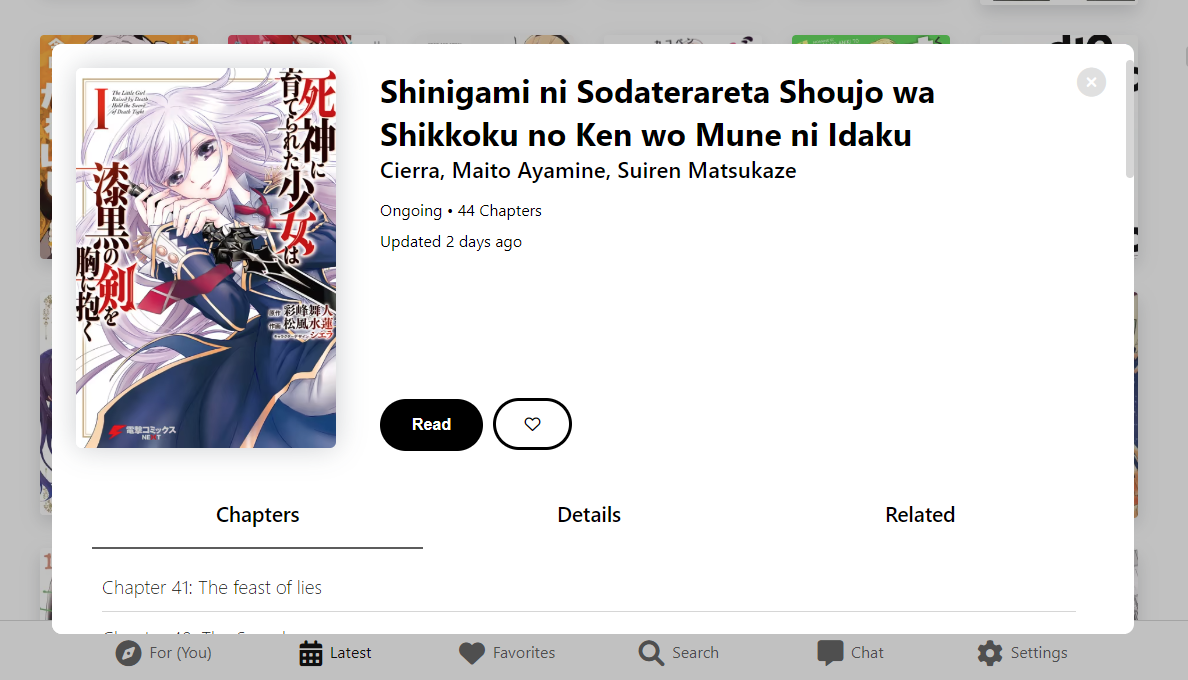 I
The Little Girl
Raised by Death
Hold the Sword
of Death Tight
死神に
育てられた少女は
漆黒の剣を
胸に抱く
原作 彩峰舞人
作画 松風水蓮
キャラクターデザイン シエラ
電撃コミックス
NEXT
Shinigami ni Sodaterareta Shoujo wa
Shikkoku no Ken wo Mune ni Idaku
Cierra, Maito Ayamine, Suiren Matsukaze
Ongoing • 44 Chapters
Updated 2 days ago
Read
Chapters Details Related
Chapter 41: The feast of lies
For (You) Latest Favorites Search Chat Settings